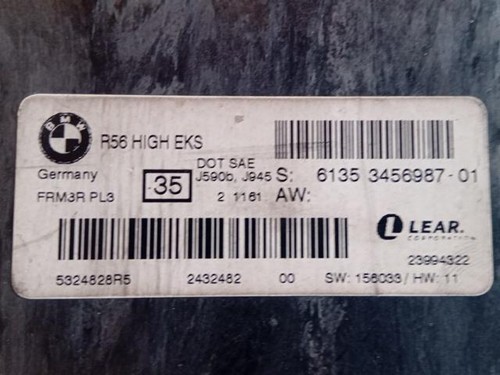 BMW
R56 HIGH EKS
Germany
FRM3R PL3
35
DOT SAE
J590b, J945
2 1161
S: 6135 3456987-01
AW:
LEAR.
CORPORATION
23994322
5324828R5
2432482
00
SW: 156033 / HW: 11